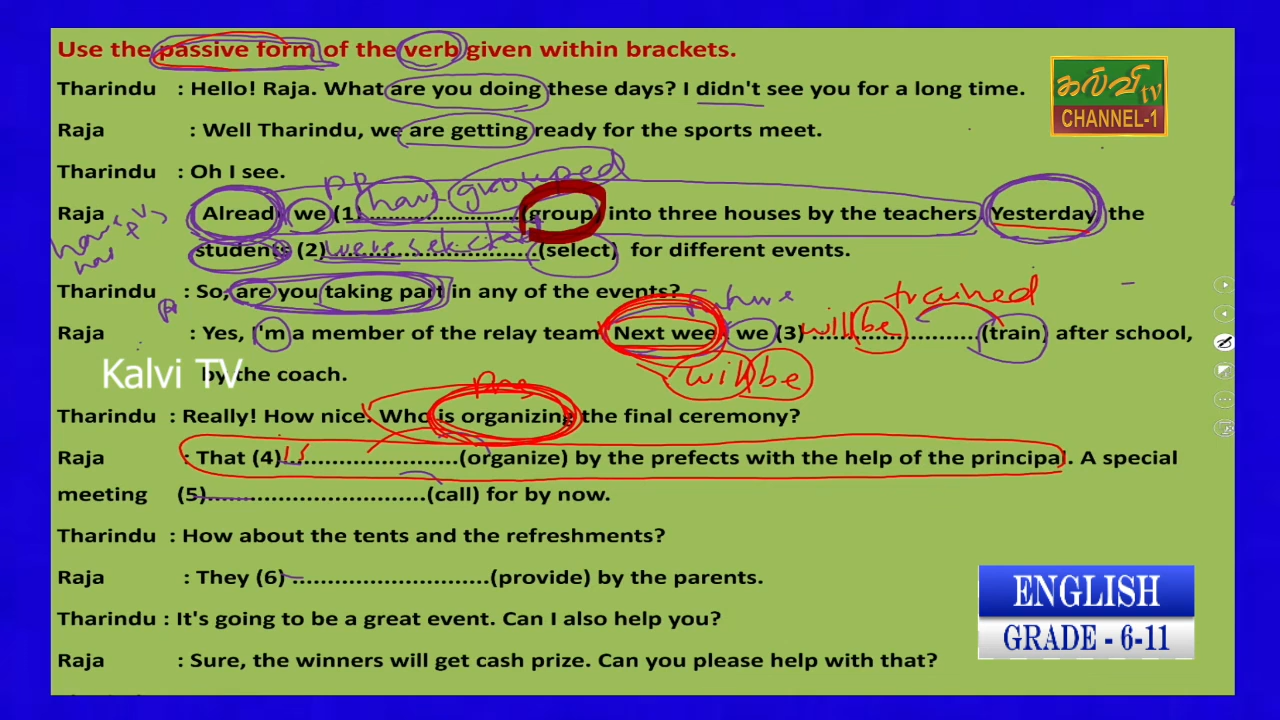 Use the passive form of the verb given within brackets.
Tharindu : Hello! Raja. What are you doing these days? I didn't see you for a long time.
கல்வி tv
CHANNEL-1
Raja : Well Tharindu, we are getting ready for the sports meet.
Tharindu : Oh I see.
PP have grouped
Raja Alread we (1)........................(group) into three houses by the teachers. Yesterday, the
have V
has
students (2) were selected (select) for different events.
Tharindu : So, are you taking part in any of the events?
Future trained
Raja : Yes, I'm a member of the relay team. Next wee we (3) will be ........................(train) after school,
will be
Kalvi TV
by the coach.
Tharindu : Really! How nice. Who is organizing the final ceremony?
Raja : That (4) is ........................(organize) by the prefects with the help of the principal. A special
meeting (5)..............................(call) for by now.
Tharindu : How about the tents and the refreshments?
Raja : They (6) ...........................(provide) by the parents.
Tharindu : It's going to be a great event. Can I also help you?
Raja : Sure, the winners will get cash prize. Can you please help with that?
ENGLISH
GRADE - 6-11